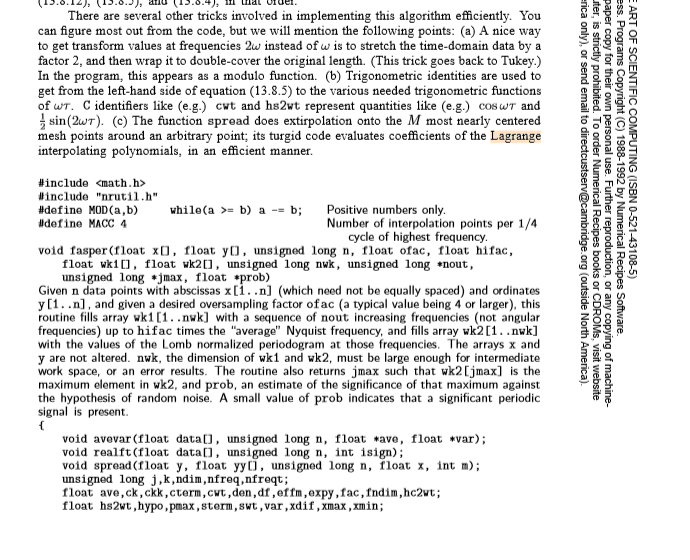 (13.8.12), (13.8.5), and (13.8.4), in that order.
There are several other tricks involved in implementing this algorithm efficiently. You
can figure most out from the code, but we will mention the following points: (a) A nice way
to get transform values at frequencies 2ω instead of ω is to stretch the time-domain data by a
factor 2, and then wrap it to double-cover the original length. (This trick goes back to Tukey.)
In the program, this appears as a modulo function. (b) Trigonometric identities are used to
get from the left-hand side of equation (13.8.5) to the various needed trigonometric functions
of ωτ. C identifiers like (e.g.) cwt and hs2wt represent quantities like (e.g.) cos ωτ and
½ sin(2ωτ). (c) The function spread does extirpolation onto the M most nearly centered
mesh points around an arbitrary point; its turgid code evaluates coefficients of the Lagrange
interpolating polynomials, in an efficient manner.
#include <math.h>
#include "nrutil.h"
#define MOD(a,b) while(a >= b) a -= b; Positive numbers only.
#define MACC 4 Number of interpolation points per 1/4
cycle of highest frequency.
void fasper(float x[], float y[], unsigned long n, float ofac, float hifac,
float wk1[], float wk2[], unsigned long nwk, unsigned long *nout,
unsigned long *jmax, float *prob)
Given n data points with abscissas x[1..n] (which need not be equally spaced) and ordinates
y[1..n], and given a desired oversampling factor ofac (a typical value being 4 or larger), this
routine fills array wk1[1..nwk] with a sequence of nout increasing frequencies (not angular
frequencies) up to hifac times the "average" Nyquist frequency, and fills array wk2[1..nwk]
with the values of the Lomb normalized periodogram at those frequencies. The arrays x and
y are not altered. nwk, the dimension of wk1 and wk2, must be large enough for intermediate
work space, or an error results. The routine also returns jmax such that wk2[jmax] is the
maximum element in wk2, and prob, an estimate of the significance of that maximum against
the hypothesis of random noise. A small value of prob indicates that a significant periodic
signal is present.
{
void avevar(float data[], unsigned long n, float *ave, float *var);
void realft(float data[], unsigned long n, int isign);
void spread(float y, float yy[], unsigned long n, float x, int m);
unsigned long j,k,ndim,nfreq,nfreqt;
float ave,ck,ckk,cterm,cwt,den,df,effm,expy,fac,fndim,hc2wt;
float hs2wt,hypo,pmax,sterm,swt,var,xdif,xmax,xmin;
E ART OF SCIENTIFIC COMPUTING (ISBN 0-521-43108-5)
ess. Programs Copyright (C) 1988-1992 by Numerical Recipes Software.
paper copy for their own personal use. Further reproduction, or any copying of machine-
uter, is strictly prohibited. To order Numerical Recipes books or CDROMs, visit website
erica only), or send email to directcustserv@cambridge.org (outside North America).